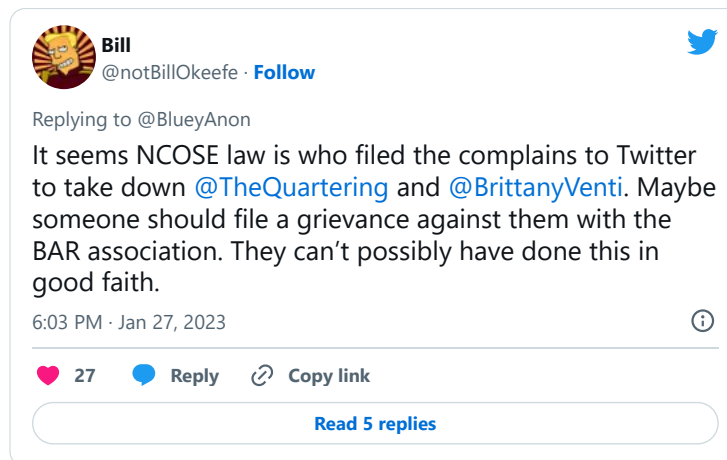 Bill
@notBillOkeefe · Follow
Replying to @BlueyAnon
It seems NCOSE law is who filed the complains to Twitter
to take down @TheQuartering and @BrittanyVenti. Maybe
someone should file a grievance against them with the
BAR association. They can’t possibly have done this in
good faith.
6:03 PM · Jan 27, 2023
27 Reply Copy link
Read 5 replies